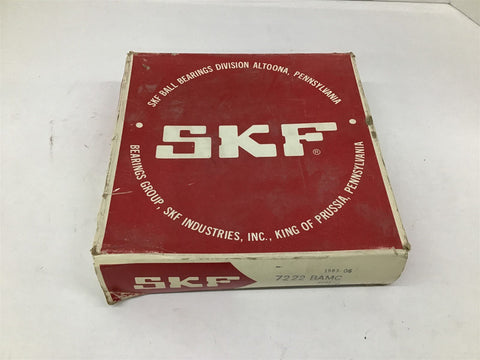 SKF BALL BEARINGS DIVISION ALTOONA, PENNSYLVANIA
SKF®
BEARINGS GROUP, SKF INDUSTRIES, INC., KING OF PRUSSIA, PENNSYLVANIA
SKF
7222 BAMC